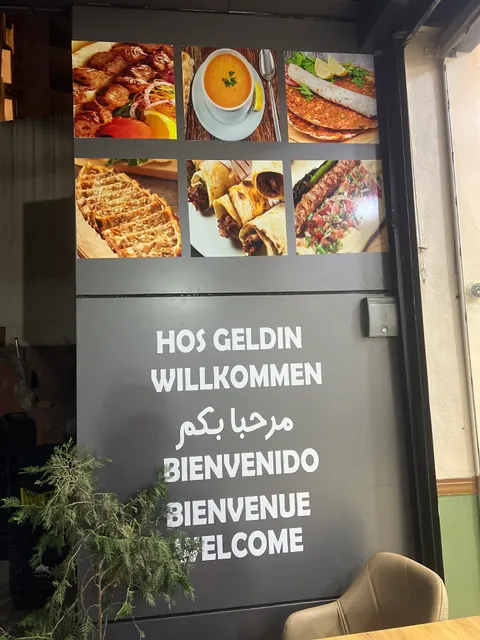 HOS GELDIN
WILLKOMMEN
مرحبا بكم
BIENVENIDO
BIENVENUE
WELCOME